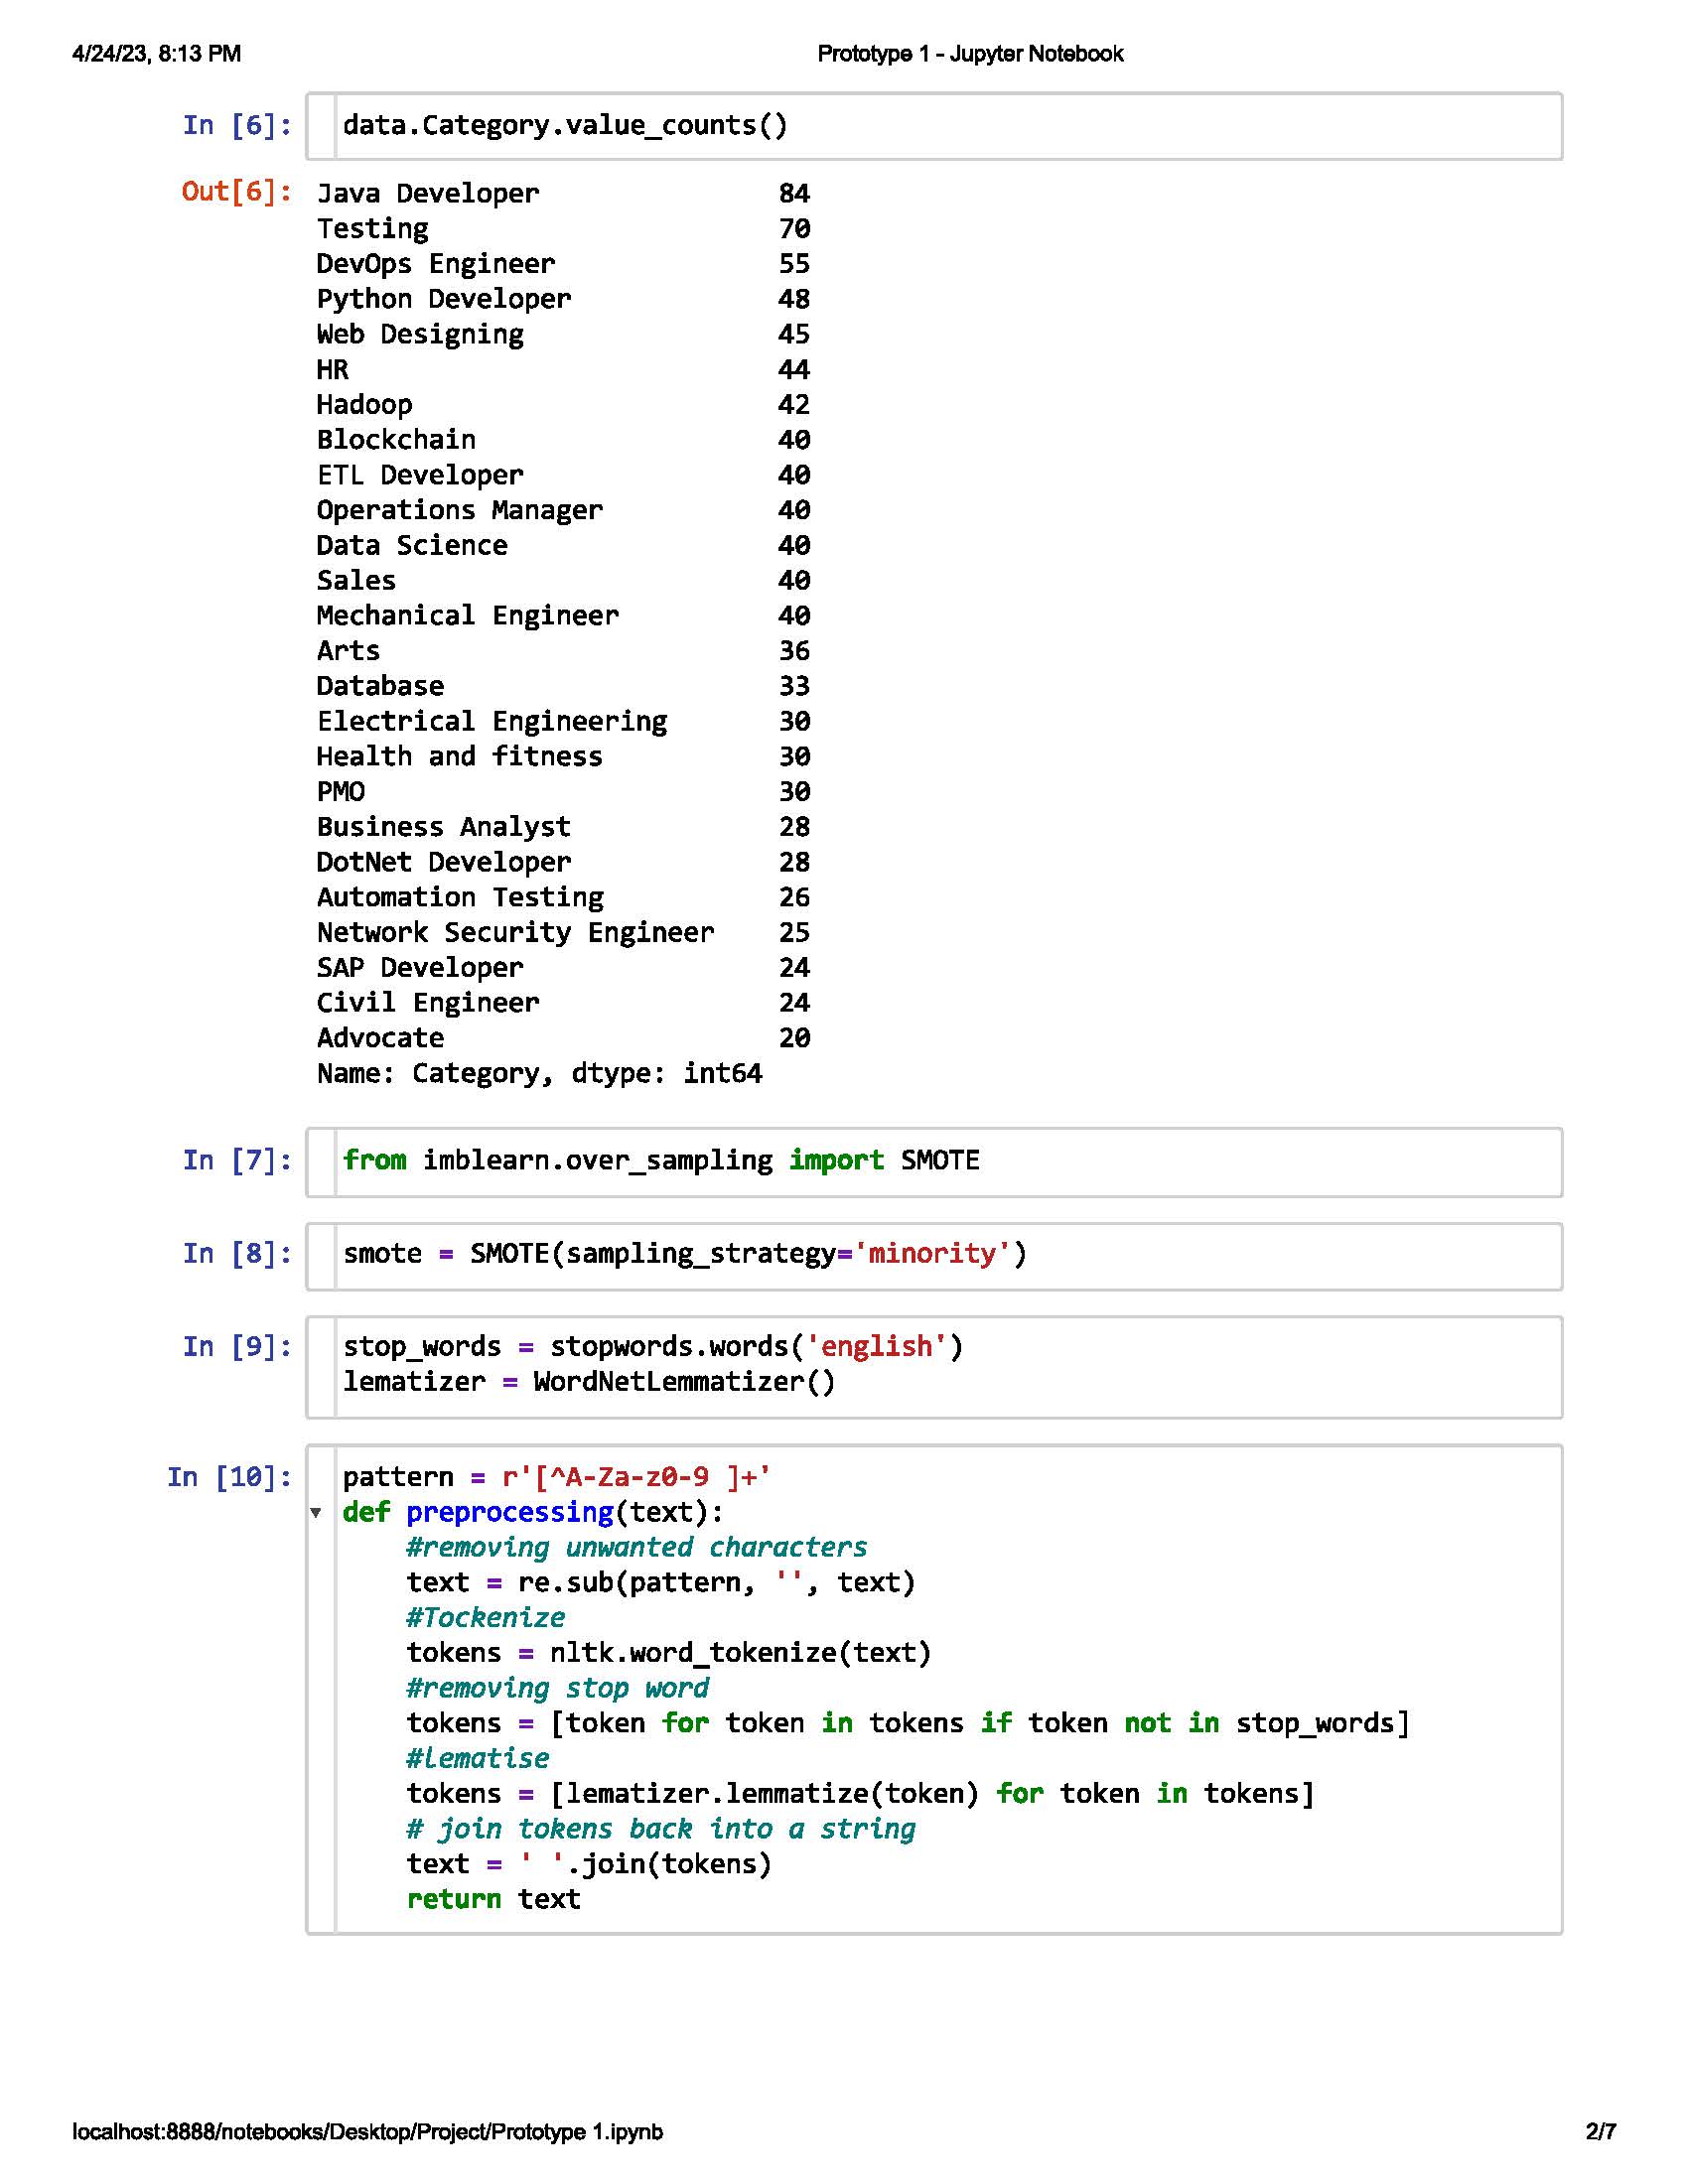 4/24/23, 8:13 PM Prototype 1 - Jupyter Notebook
In [6]: data.Category.value_counts()
Out[6]: Java Developer 84
Testing 70
DevOps Engineer 55
Python Developer 48
Web Designing 45
HR 44
Hadoop 42
Blockchain 40
ETL Developer 40
Operations Manager 40
Data Science 40
Sales 40
Mechanical Engineer 40
Arts 36
Database 33
Electrical Engineering 30
Health and fitness 30
PMO 30
Business Analyst 28
DotNet Developer 28
Automation Testing 26
Network Security Engineer 25
SAP Developer 24
Civil Engineer 24
Advocate 20
Name: Category, dtype: int64
In [7]: from imblearn.over_sampling import SMOTE
In [8]: smote = SMOTE(sampling_strategy='minority')
In [9]: stop_words = stopwords.words('english')
lematizer = WordNetLemmatizer()
In [10]: pattern = r'[^A-Za-z0-9 ]+'
def preprocessing(text):
    #removing unwanted characters
    text = re.sub(pattern, '', text)
    #Tockenize
    tokens = nltk.word_tokenize(text)
    #removing stop word
    tokens = [token for token in tokens if token not in stop_words]
    #lematise
    tokens = [lematizer.lemmatize(token) for token in tokens]
    # join tokens back into a string
    text = ' '.join(tokens)
    return text
localhost:8888/notebooks/Desktop/Project/Prototype 1.ipynb 2/7